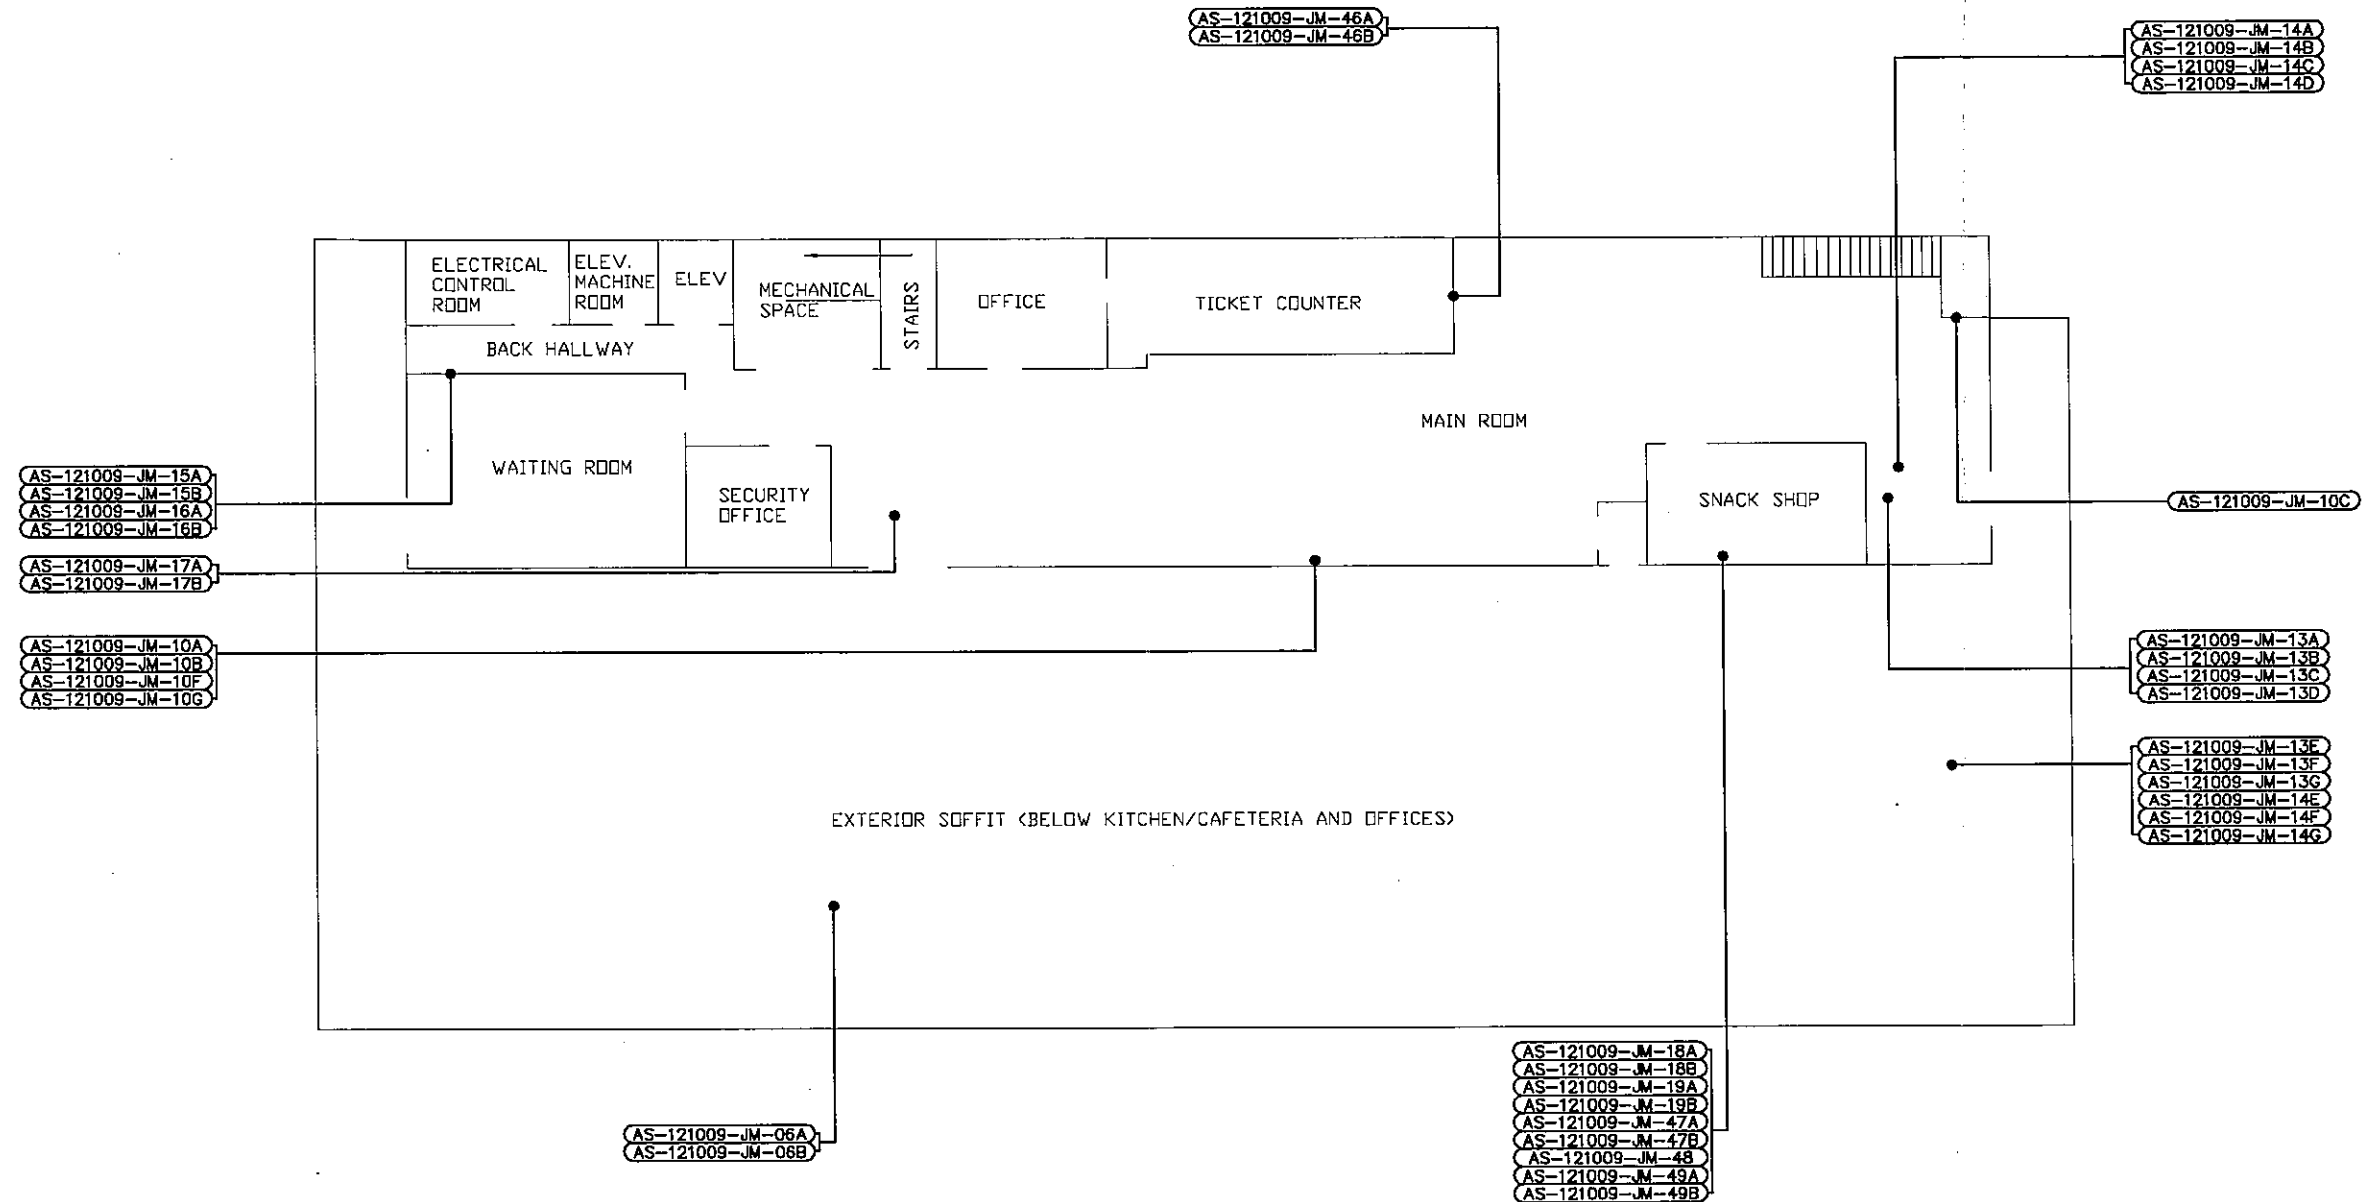 AS-121009-JM-46A
AS-121009-JM-46B
AS-121009-JM-14A
AS-121009-JM-14B
AS-121009-JM-14C
AS-121009-JM-14D
ELECTRICAL
CONTROL
ROOM
ELEV.
MACHINE
ROOM
ELEV
MECHANICAL
SPACE
STAIRS
OFFICE
TICKET COUNTER
BACK HALLWAY
MAIN ROOM
WAITING ROOM
SECURITY
OFFICE
SNACK SHOP
AS-121009-JM-15A
AS-121009-JM-15B
AS-121009-JM-16A
AS-121009-JM-16B
AS-121009-JM-10C
AS-121009-JM-17A
AS-121009-JM-17B
AS-121009-JM-10A
AS-121009-JM-10B
AS-121009-JM-10F
AS-121009-JM-10G
AS-121009-JM-13A
AS-121009-JM-13B
AS-121009-JM-13C
AS-121009-JM-13D
AS-121009-JM-13E
AS-121009-JM-13F
AS-121009-JM-13G
AS-121009-JM-14E
AS-121009-JM-14F
AS-121009-JM-14G
EXTERIOR SOFFIT (BELOW KITCHEN/CAFETERIA AND OFFICES)
AS-121009-JM-06A
AS-121009-JM-06B
AS-121009-JM-18A
AS-121009-JM-18B
AS-121009-JM-19A
AS-121009-JM-19B
AS-121009-JM-47A
AS-121009-JM-47B
AS-121009-JM-48
AS-121009-JM-49A
AS-121009-JM-49B